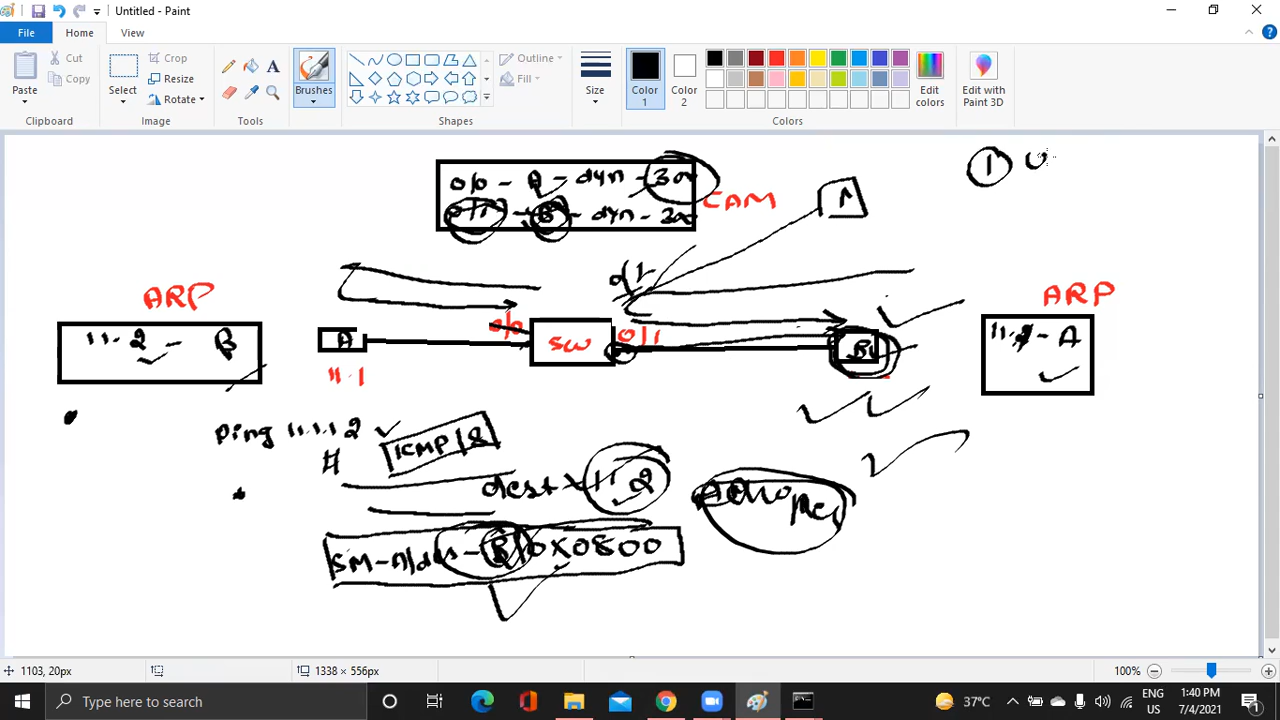 Untitled - Paint
File
Home
View
Paste
Cut
Copy
Clipboard
Select
Crop
Resize
Rotate
Image
Tools
Brushes
Shapes
Outline
Fill
Size
Color 1
Color 2
Colors
Edit colors
Edit with Paint 3D
0/0 - A - dyn - 300
0/1 - B - dyn - 300
CAM
1
A
0/1
ARP
11.2 - B
A
11.1
0/0
SW
0/1
B
ARP
A
Ping 11.1.1.2
ICMP/8
dest
11.2
SM-A/des - B/0x0800
1103, 20px
1338 × 556px
100%
Type here to search
37°C
ENG
US
1:40 PM
7/4/2021